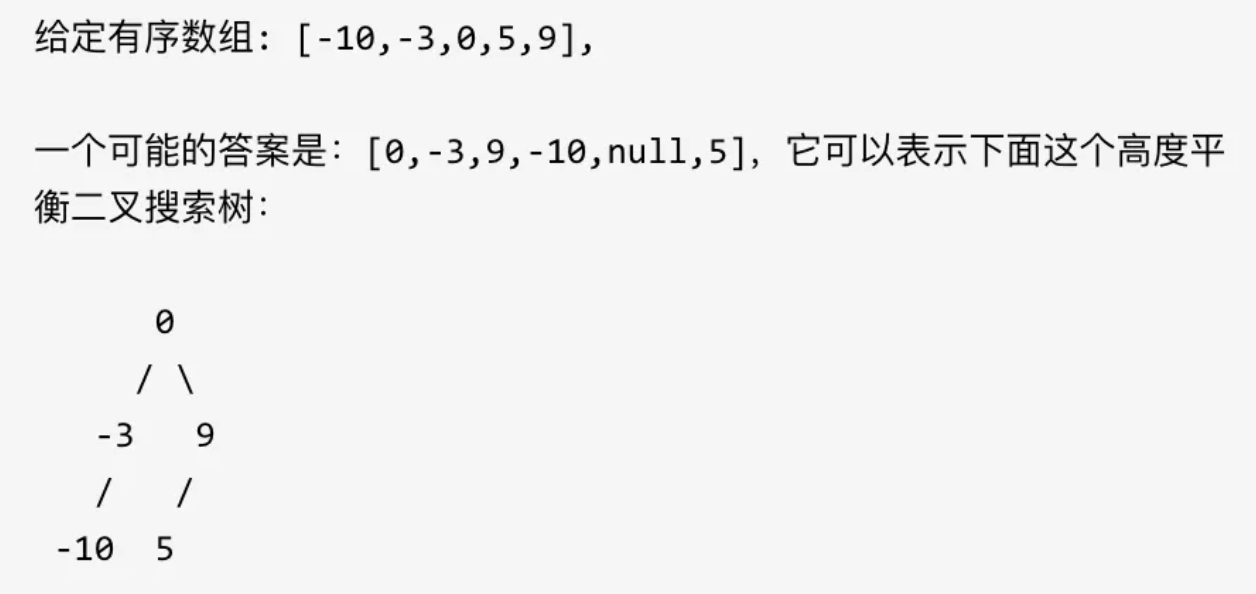 给定有序数组: [-10,-3,0,5,9],
一个可能的答案是：[0,-3,9,-10,null,5]，它可以表示下面这个高度平
衡二叉搜索树：
0
/ \
-3   9
/   /
-10  5